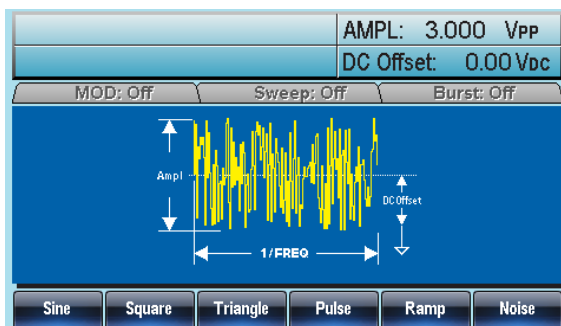 AMPL: 3.000 VPP
DC Offset: 0.00 VDC
MOD: Off Sweep: Off Burst: Off
Ampl
DC Offset
1/FREQ
Sine Square Triangle Pulse Ramp Noise